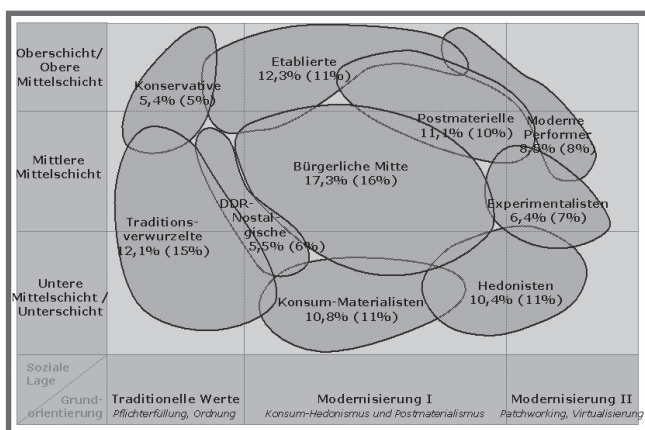 Oberschicht/
Obere
Mittelschicht
Konservative
5,4% (5%)
Etablierte
12,3% (11%)
Postmaterielle
11,1% (10%)
Moderne
Performer
8,5% (8%)
Mittlere
Mittelschicht
Bürgerliche Mitte
17,3% (16%)
Experimentalisten
6,4% (7%)
Traditions-
verwurzelte
12,1% (15%)
DDR-
Nostal-
gische
5,5% (6%)
Untere
Mittelschicht /
Unterschicht
Konsum-Materialisten
10,8% (11%)
Hedonisten
10,4% (11%)
Soziale
Lage
Grund-
orientierung
Traditionelle Werte
Pflichterfüllung, Ordnung
Modernisierung I
Konsum-Hedonismus und Postmaterialismus
Modernisierung II
Patchworking, Virtualisierung